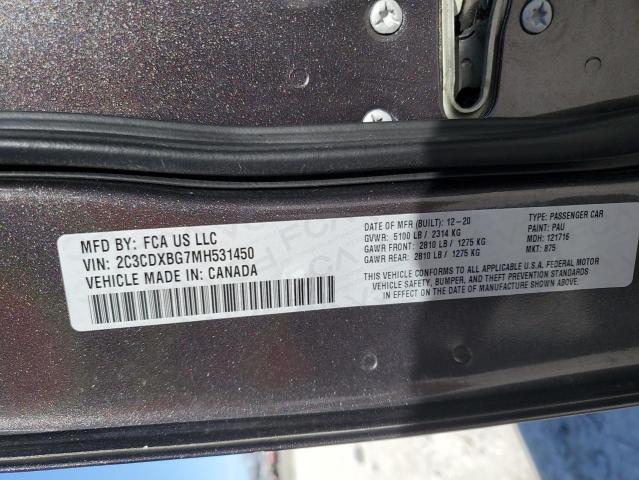 MFD BY: FCA US LLC
VIN: 2C3CDXBG7MH531450
VEHICLE MADE IN: CANADA
DATE OF MFR (BUILT): 12-20
GVWR: 5100 LB / 2314 KG
GAWR FRONT: 2810 LB / 1275 KG
GAWR REAR: 2810 LB / 1275 KG
TYPE: PASSENGER CAR
PAINT: PAU
MDH: 121716
MKT: B75
THIS VEHICLE CONFORMS TO ALL APPLICABLE U.S.A. FEDERAL MOTOR
VEHICLE SAFETY, BUMPER, AND THEFT PREVENTION STANDARDS
IN EFFECT ON THE DATE OF MANUFACTURE SHOWN ABOVE.